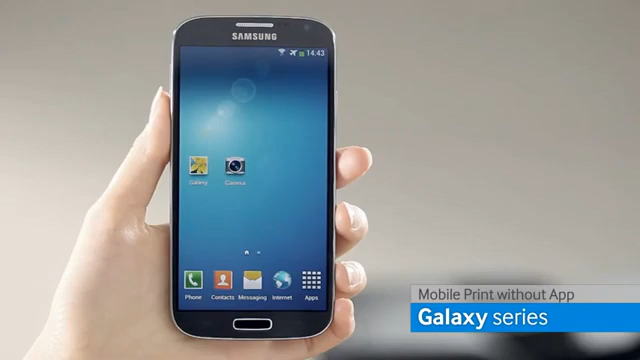 SAMSUNG
14:43
Gallery Camera
Phone Contacts Messaging Internet Apps
Mobile Print without App
Galaxy series